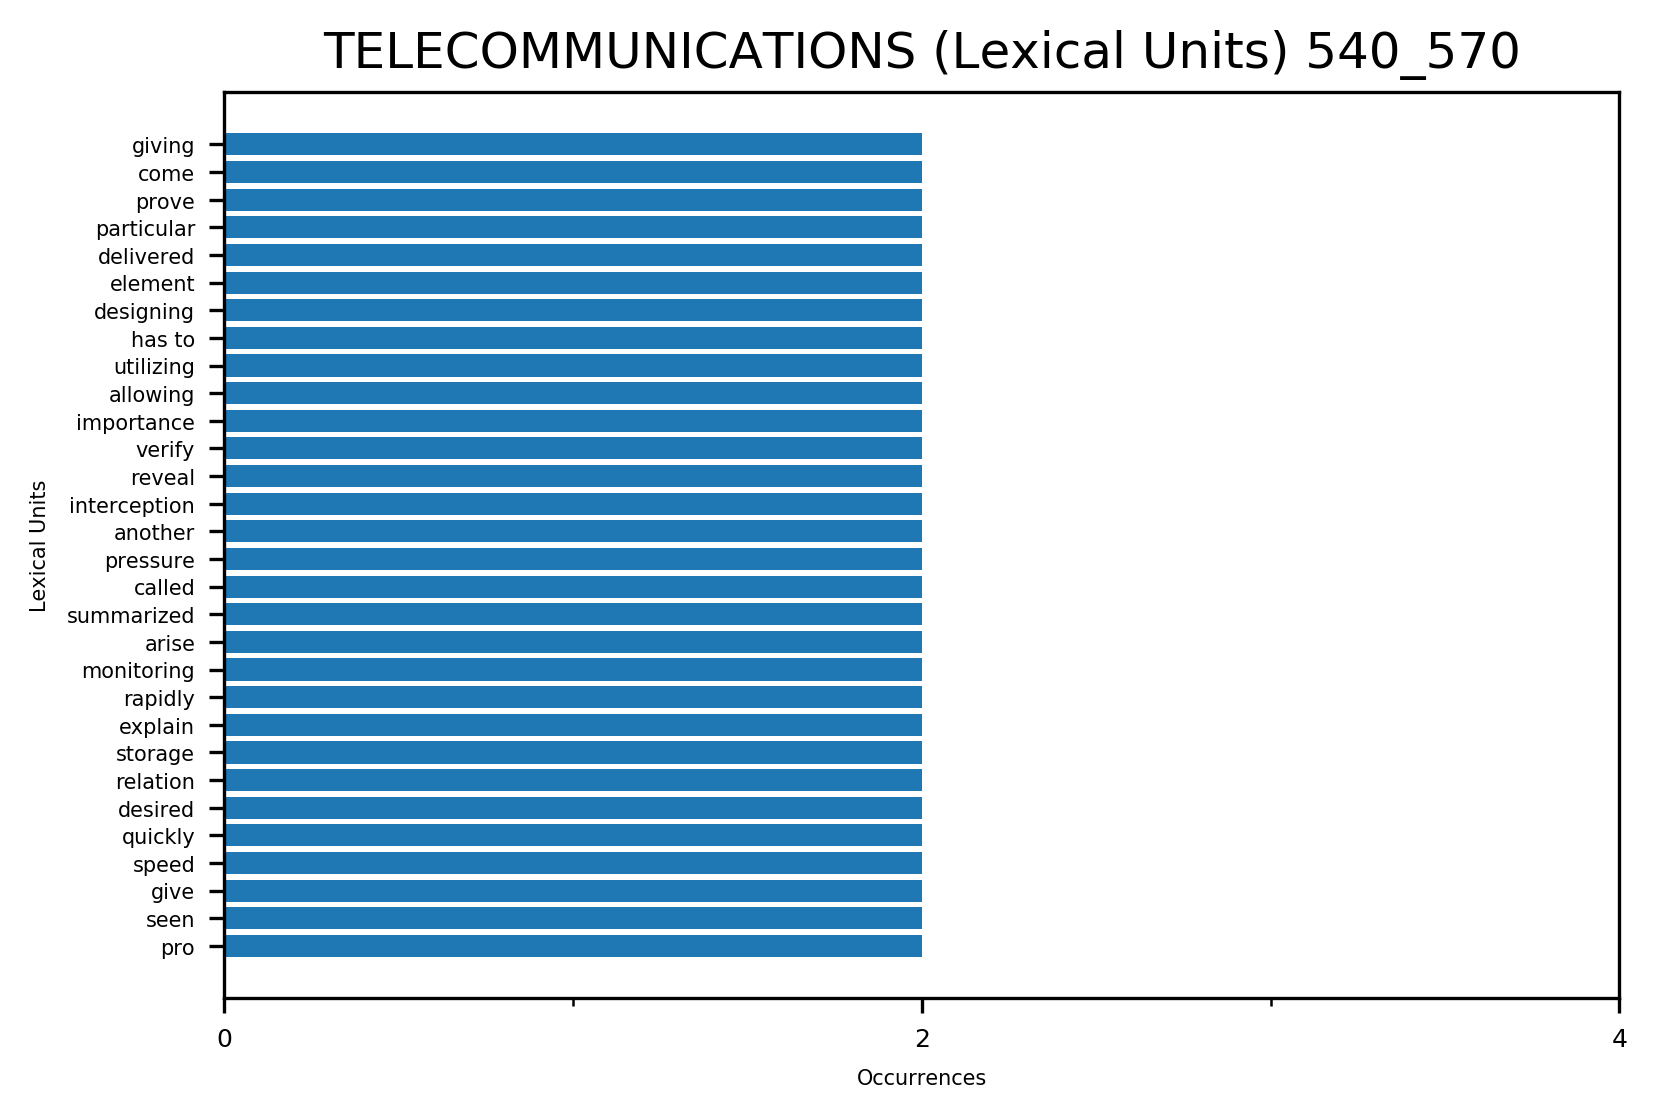 TELECOMMUNICATIONS (Lexical Units) 540_570
giving
come
prove
particular
delivered
element
designing
has to
utilizing
allowing
importance
verify
reveal
interception
another
pressure
called
summarized
arise
monitoring
rapidly
explain
storage
relation
desired
quickly
speed
give
seen
pro
Lexical Units
0 2 4
Occurrences